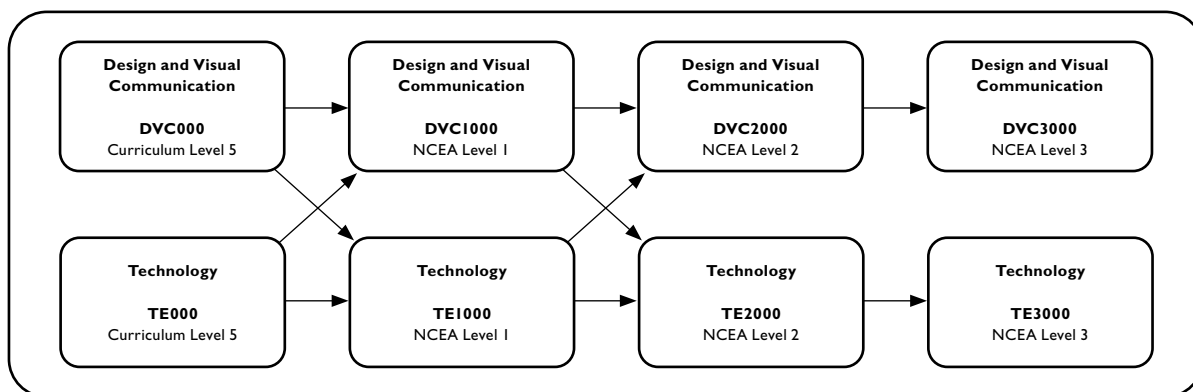 Design and Visual
Communication
DVC000
Curriculum Level 5
Design and Visual
Communication
DVC1000
NCEA Level 1
Design and Visual
Communication
DVC2000
NCEA Level 2
Design and Visual
Communication
DVC3000
NCEA Level 3
Technology
TE000
Curriculum Level 5
Technology
TE1000
NCEA Level 1
Technology
TE2000
NCEA Level 2
Technology
TE3000
NCEA Level 3